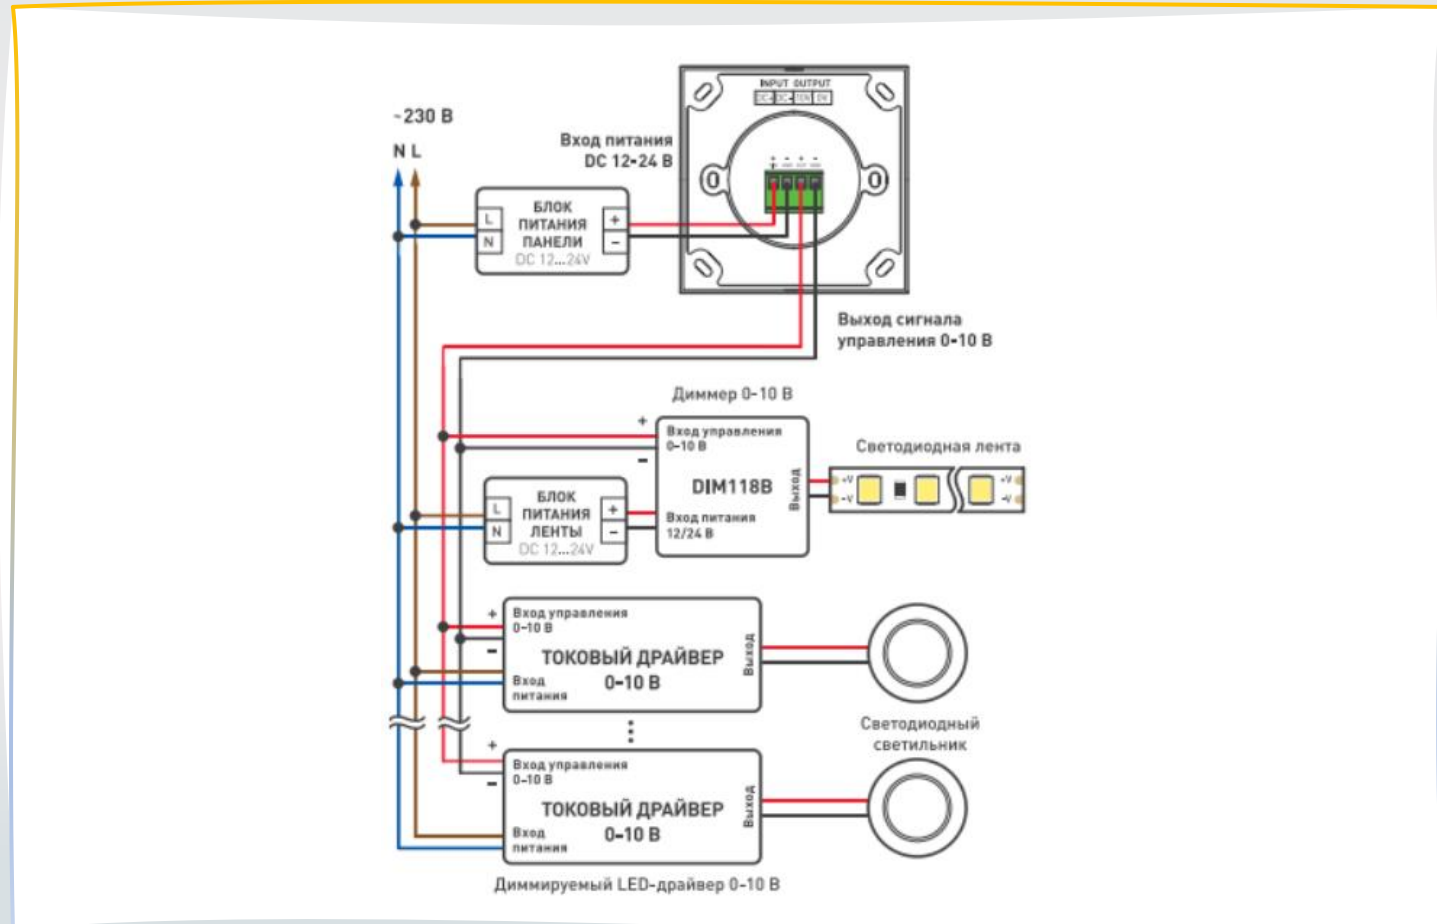 INPUT OUTPUT
~230 В
N L
Вход питания
DC 12-24 В
L
N
БЛОК
ПИТАНИЯ
ПАНЕЛИ
DC 12...24V
+
−
Выход сигнала
управления 0-10 В
Диммер 0-10 В
+
−
Вход управления
0-10 В
DIM118B
Выход
Вход питания
12/24 В
Светодиодная лента
+V
-V
+V
-V
L
N
БЛОК
ПИТАНИЯ
ЛЕНТЫ
DC 12...24V
+
−
+
−
Вход управления
0-10 В
ТОКОВЫЙ ДРАЙВЕР
0-10 В
Вход
питания
Выход
Светодиодный
светильник
+
−
Вход управления
0-10 В
ТОКОВЫЙ ДРАЙВЕР
0-10 В
Вход
питания
Выход
Диммируемый LED-драйвер 0-10 В